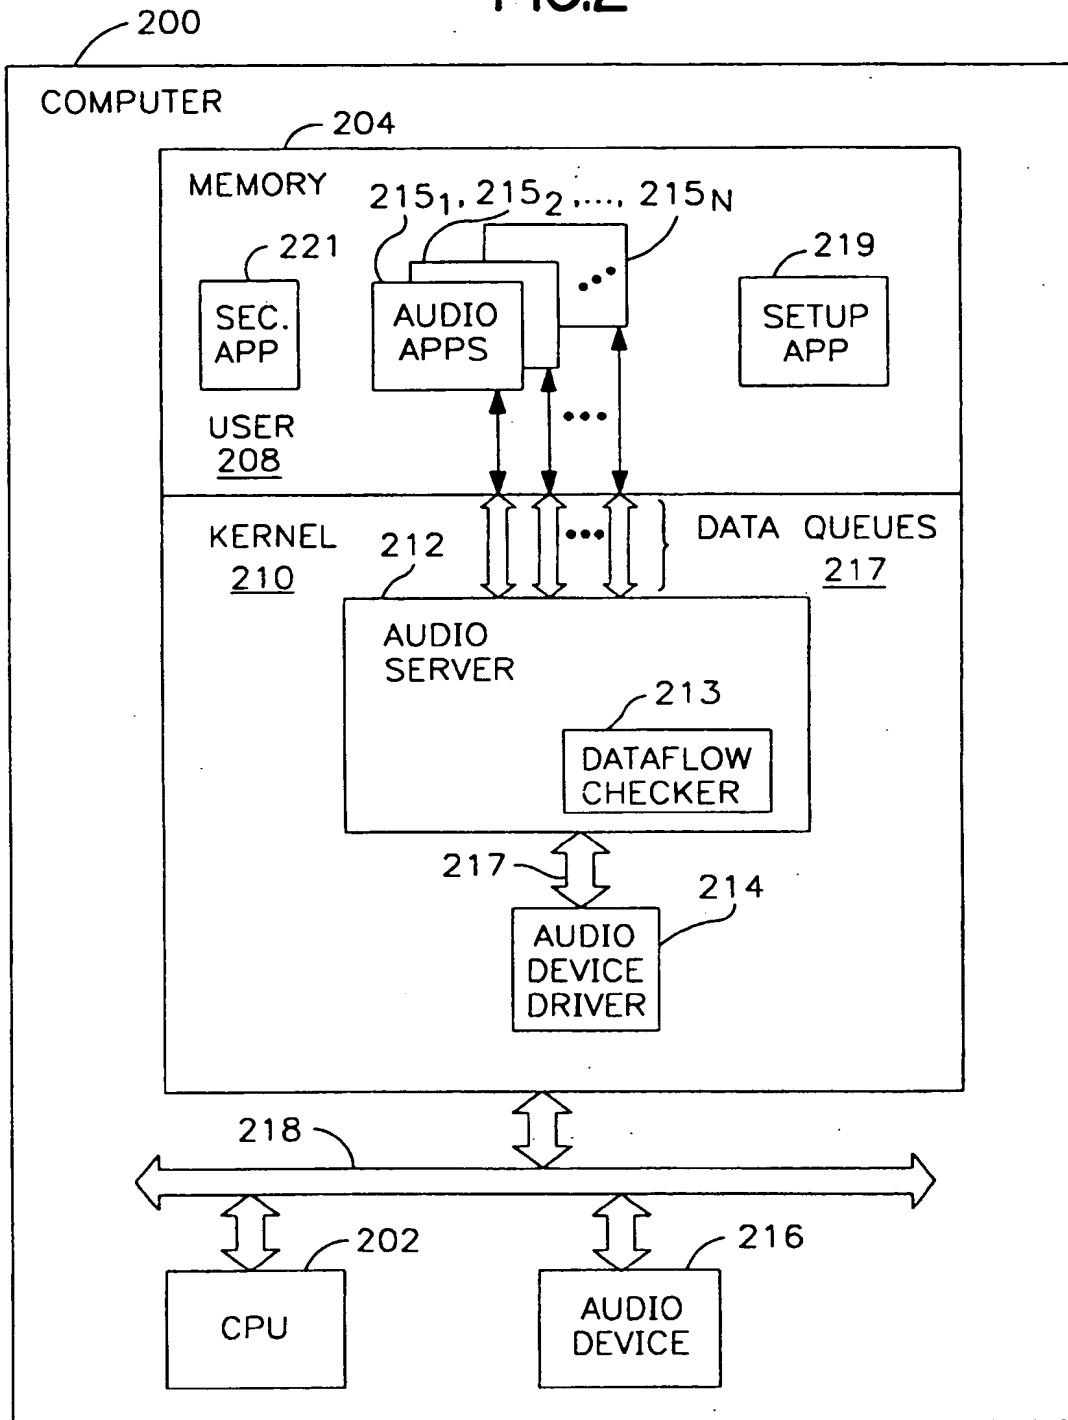 FIG.2
200
COMPUTER
204
MEMORY
215₁, 215₂ ,..., 215N
221
219
SEC.
APP
AUDIO
APPS
SETUP
APP
USER
208
KERNEL
210
212
DATA QUEUES
217
AUDIO
SERVER
213
DATAFLOW
CHECKER
217
214
AUDIO
DEVICE
DRIVER
218
202
216
CPU
AUDIO
DEVICE